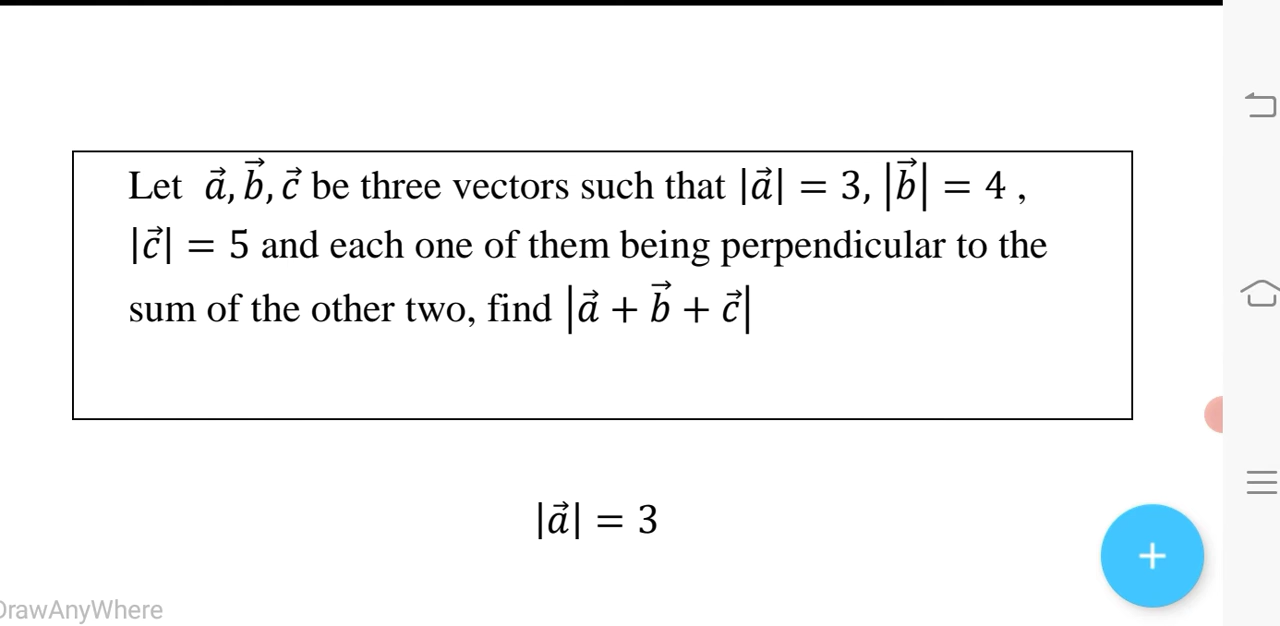 Let a⃗, b⃗, c⃗ be three vectors such that |a⃗| = 3, |b⃗| = 4 ,
|c⃗| = 5 and each one of them being perpendicular to the
sum of the other two, find |a⃗ + b⃗ + c⃗|
|a⃗| = 3
+
DrawAnyWhere